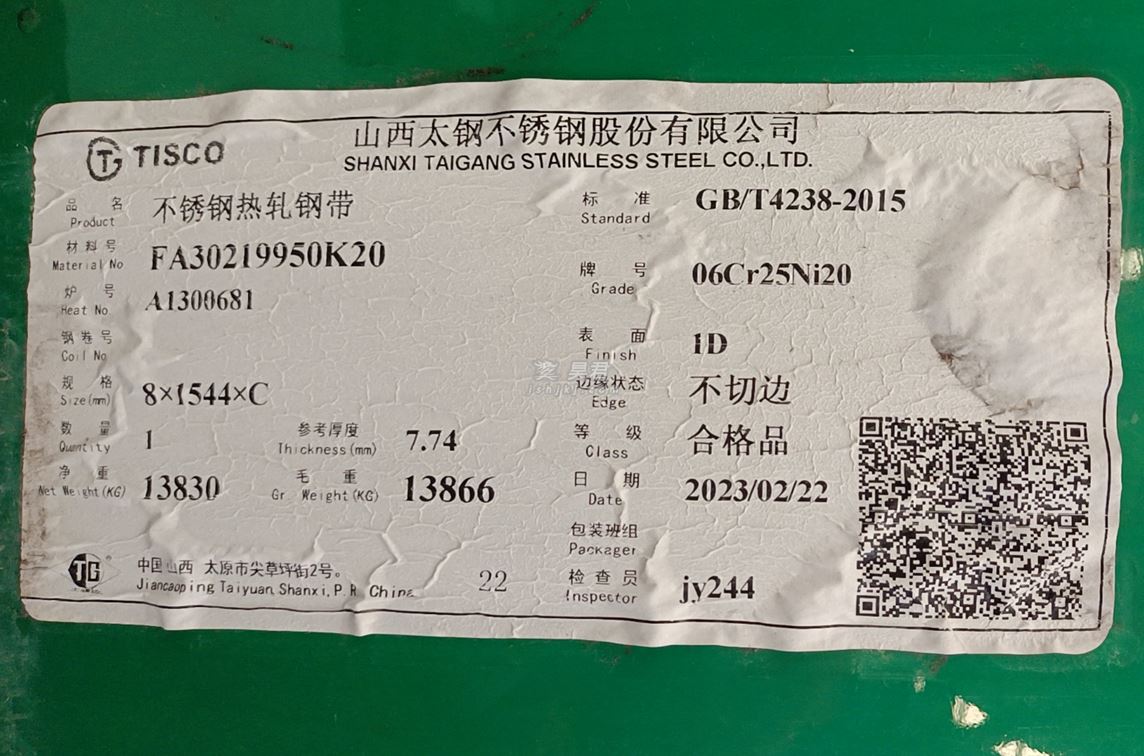 TISCO
山西太钢不锈钢股份有限公司
SHANXI TAIGANG STAINLESS STEEL CO.,LTD.
品 名 不锈钢热轧钢带
Product
标 准 GB/T4238-2015
Standard
材料号 FA30219950K20
Material No
牌 号 06Cr25Ni20
Grade
炉 号 A1300681
Heat No
钢卷号
Coil No
表 面 1D
Finish
规 格 8×1544×C
Size(mm)
边缘状态 不切边
Edge
数 量 1 参考厚度 7.74
Quantity Thickness(mm)
等 级 合格品
Class
净 重 13830 毛 重 13866
Net Weight(KG) Gr Weight(KG)
日 期 2023/02/22
Date
包装班组
Packager
TG
中国山西 太原市尖草坪街2号。
Jiancaoping Taiyuan Shanxi, P.R. China
22
检查员 jy244
Inspector